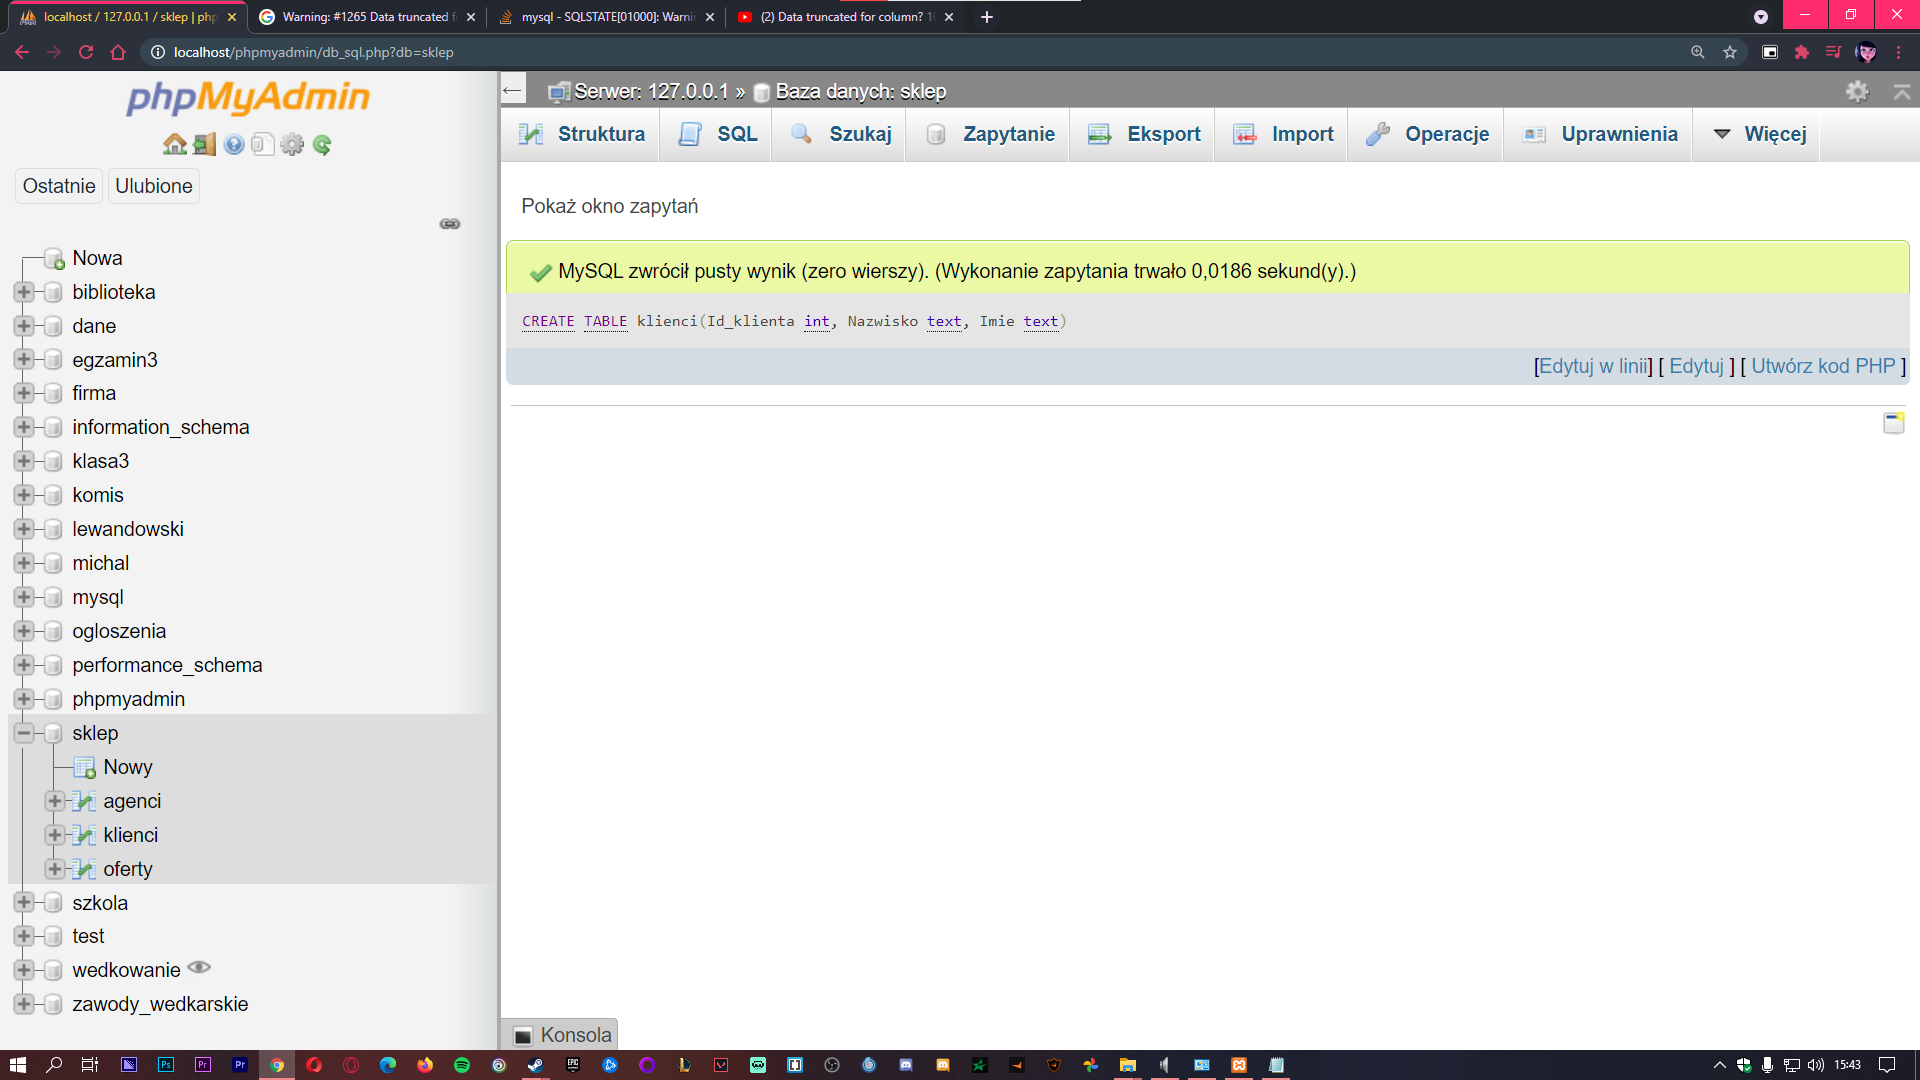 localhost / 127.0.0.1 / sklep | php
Warning: #1265 Data truncated f
mysql - SQLSTATE[01000]: Warnin
(2) Data truncated for column?
localhost/phpmyadmin/db_sql.php?db=sklep
phpMyAdmin
Ostatnie
Ulubione
Nowa
biblioteka
dane
egzamin3
firma
information_schema
klasa3
komis
lewandowski
michal
mysql
ogloszenia
performance_schema
phpmyadmin
sklep
Nowy
agenci
klienci
oferty
szkola
test
wedkowanie
zawody_wedkarskie
Serwer: 127.0.0.1 » Baza danych: sklep
Struktura
SQL
Szukaj
Zapytanie
Eksport
Import
Operacje
Uprawnienia
Więcej
Pokaż okno zapytań
MySQL zwrócił pusty wynik (zero wierszy). (Wykonanie zapytania trwało 0,0186 sekund(y).)
CREATE TABLE klienci(Id_klienta int, Nazwisko text, Imie text)
[Edytuj w linii] [ Edytuj ] [ Utwórz kod PHP ]
Konsola
Ps
Pr
Pr
EPIC
15:43